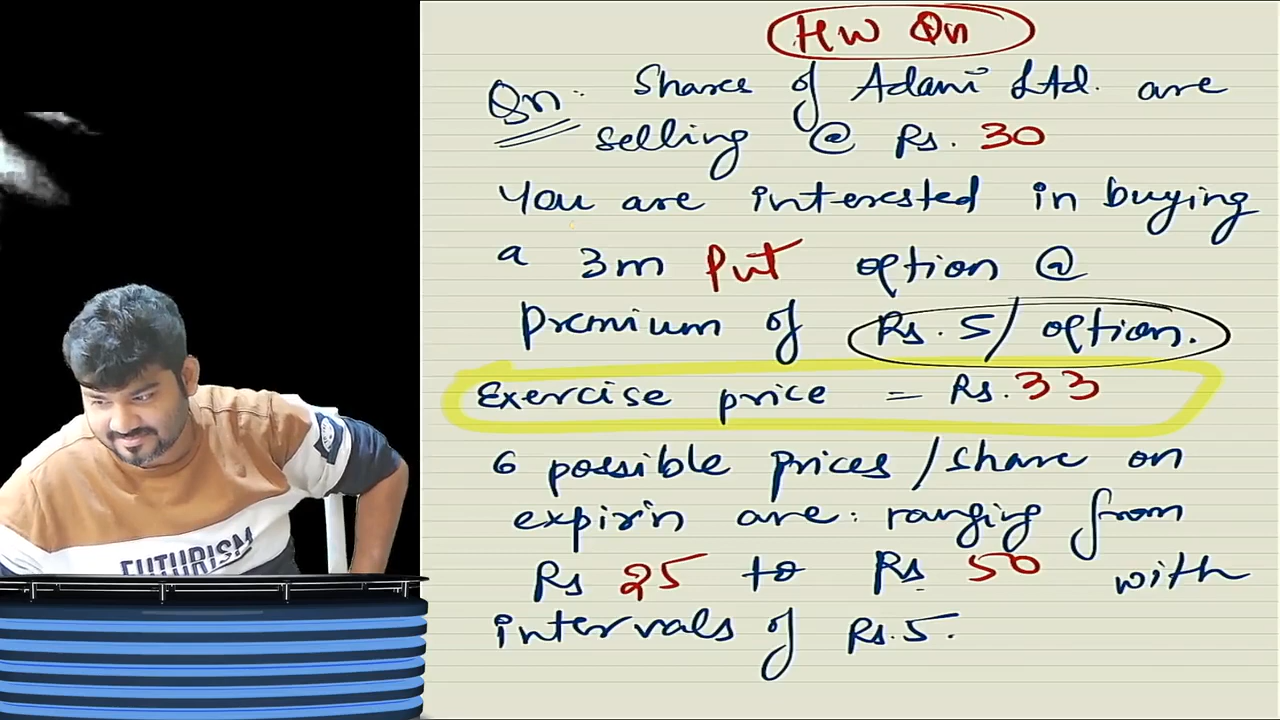 HW Qn
Qn: Shares of Adani Ltd. are
selling @ Rs. 30
You are interested in buying
a 3m Put option @
premium of Rs. 5/ option.
Exercise price = Rs. 33
6 possible prices /share on
expirin are: ranging from
Rs 25 to Rs 50 with
intervals of Rs. 5.
FUTURISM